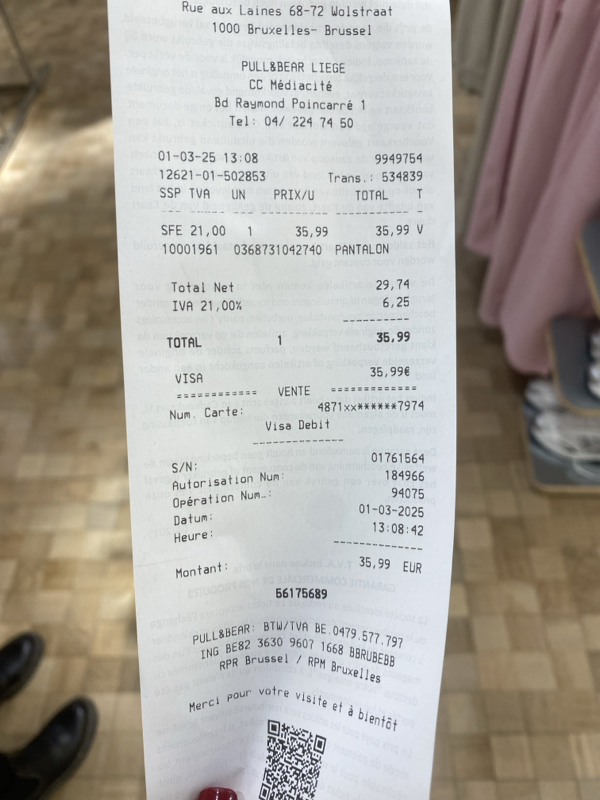 Rue aux Laines 68-72 Wolstraat
1000 Bruxelles- Brussel
PULL&BEAR LIEGE
CC Médiacité
Bd Raymond Poincarré 1
Tel: 04/ 224 74 50
01-03-25 13:08 9949754
12621-01-502853 Trans.: 534839
SSP TVA UN PRIX/U TOTAL T
--- ------ --- ------- -------- -
SFE 21,00 1 35,99 35,99 V
10001961 0368731042740 PANTALON
Total Net 29,74
IVA 21,00% 6,25
----------
TOTAL 1 35,99
VISA 35,99€
============ VENTE =============
Num. Carte: 4871xx******7974
Visa Debit
--------------
S/N: 01761564
Autorisation Num: 184966
Opération Num..: 94075
Datum: 01-03-2025
Heure: 13:08:42
--------------
Montant: 35,99 EUR
56175689
PULL&BEAR: BTW/TVA BE.0479.577.797
ING BE82 3630 9607 1668 BBRUBEBB
RPR Brussel / RPM Bruxelles
Merci pour votre visite et à bientôt